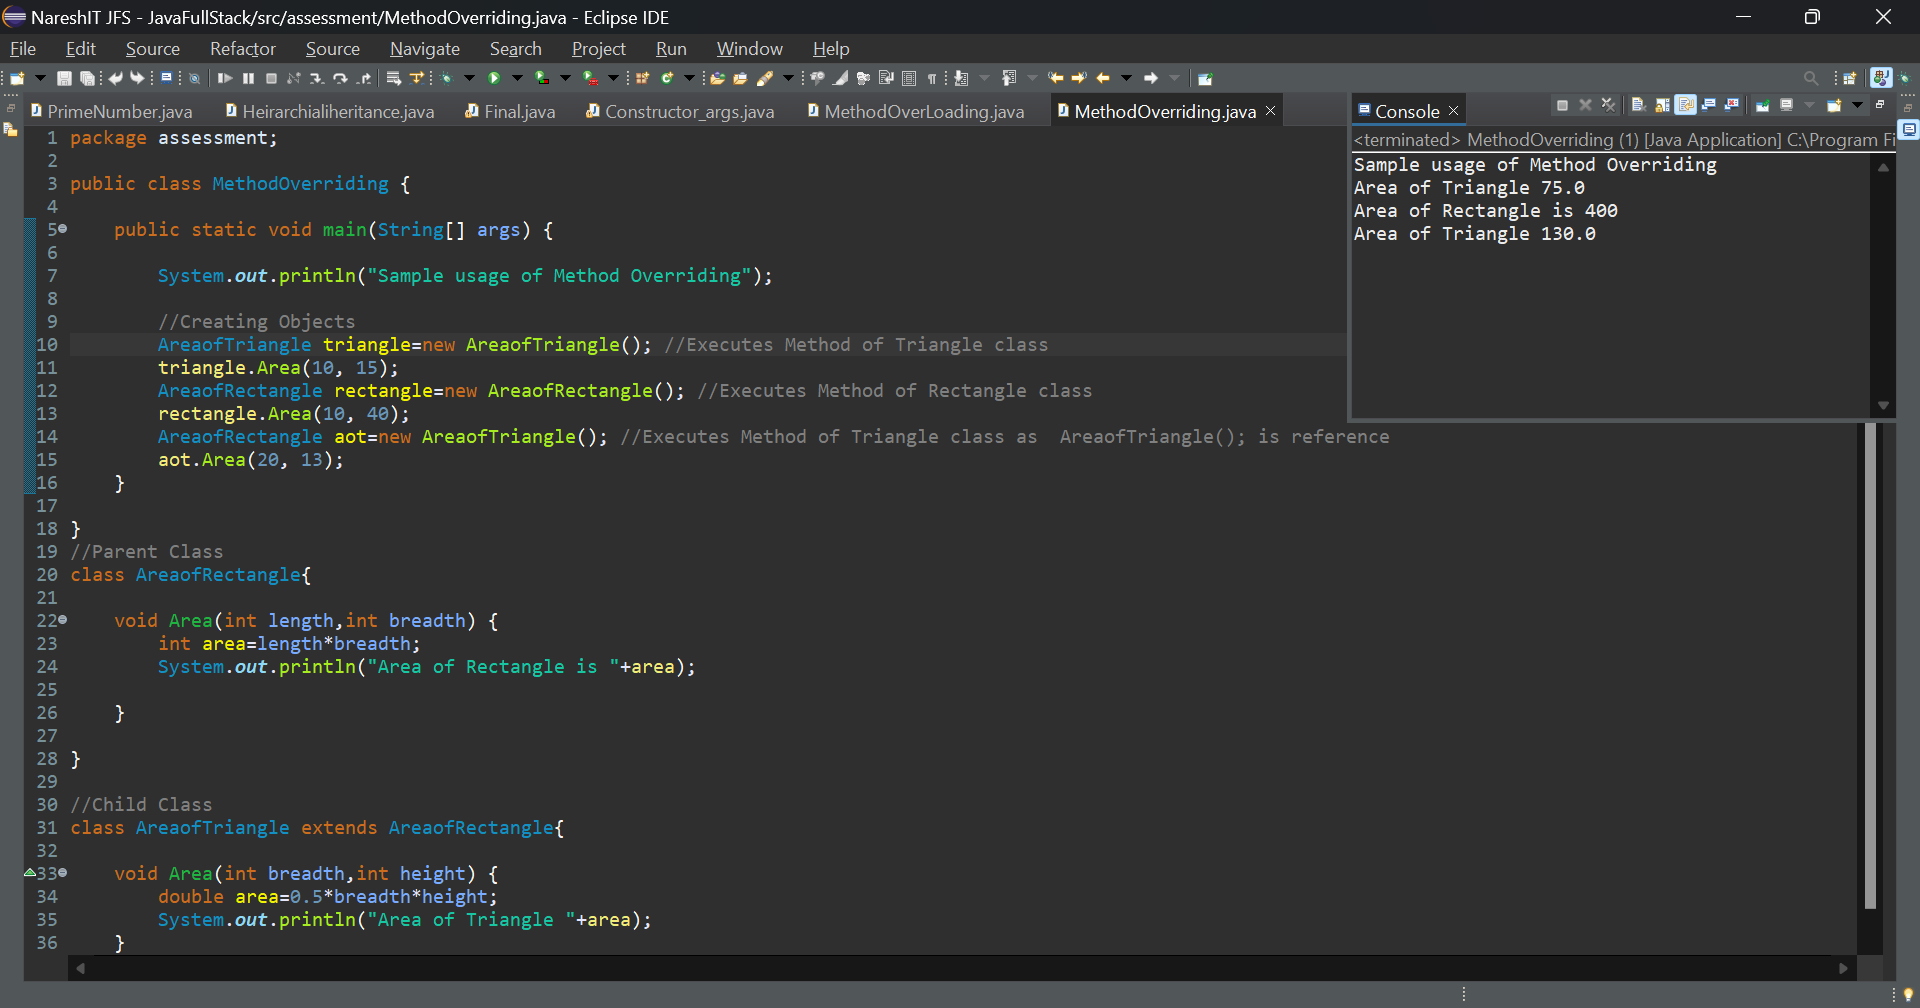 NareshIT JFS - JavaFullStack/src/assessment/MethodOverriding.java - Eclipse IDE
File Edit Source Refactor Source Navigate Search Project Run Window Help
PrimeNumber.java Heirarchialiheritance.java Final.java Constructor_args.java MethodOverLoading.java MethodOverriding.java
1 package assessment;
2
3 public class MethodOverriding {
4
5 public static void main(String[] args) {
6
7 System.out.println("Sample usage of Method Overriding");
8
9 //Creating Objects
10 AreaofTriangle triangle=new AreaofTriangle(); //Executes Method of Triangle class
11 triangle.Area(10, 15);
12 AreaofRectangle rectangle=new AreaofRectangle(); //Executes Method of Rectangle class
13 rectangle.Area(10, 40);
14 AreaofRectangle aot=new AreaofTriangle(); //Executes Method of Triangle class as  AreaofTriangle(); is reference
15 aot.Area(20, 13);
16 }
17
18 }
19 //Parent Class
20 class AreaofRectangle{
21
22 void Area(int length,int breadth) {
23 int area=length*breadth;
24 System.out.println("Area of Rectangle is "+area);
25
26 }
27
28 }
29
30 //Child Class
31 class AreaofTriangle extends AreaofRectangle{
32
33 void Area(int breadth,int height) {
34 double area=0.5*breadth*height;
35 System.out.println("Area of Triangle "+area);
36 }
Console
<terminated> MethodOverriding (1) [Java Application] C:\Program Fi
Sample usage of Method Overriding
Area of Triangle 75.0
Area of Rectangle is 400
Area of Triangle 130.0